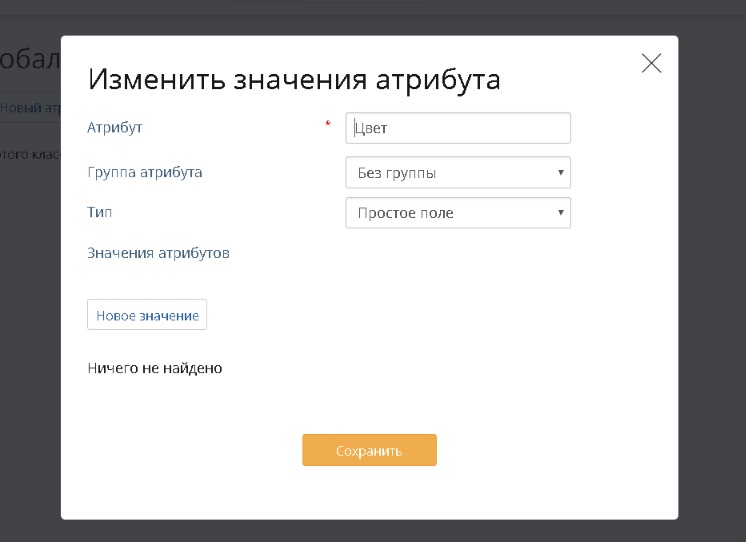 обал
Изменить значения атрибута
Новый атр
Атрибут * Цвет
этого клас
Группа атрибута Без группы
Тип Простое поле
Значения атрибутов
Новое значение
Ничего не найдено
Сохранить